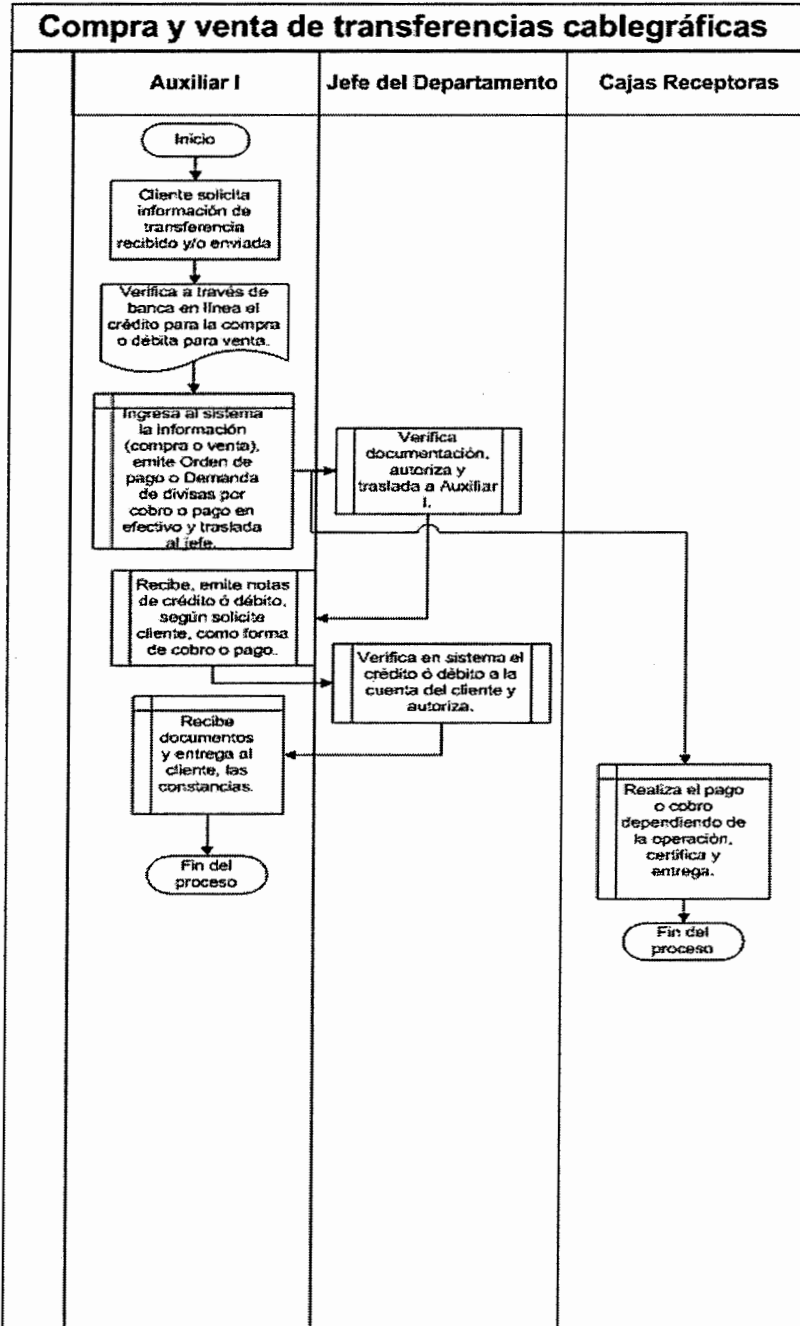 Compra y venta de transferencias cablegráficas
Auxiliar I
Jefe del Departamento
Cajas Receptoras
Inicio
Cliente solicita
información de
transferencia
recibido y/o enviada
Verifica a través de
banca en línea el
crédito para la compra
o débita para venta.
Ingresa al sistema
la información
(compra o venta),
emite Orden de
pago o Demanda
de divisas por
cobro o pago en
efectivo y traslada
al jefe.
Verifica
documentación,
autoriza y
traslada a Auxiliar
I.
Recibe, emite notas
de crédito ó débito,
según solicite
cliente, como forma
de cobro o pago.
Verifica en sistema el
crédito ó débito a la
cuenta del cliente y
autoriza.
Recibe
documentos
y entrega al
cliente, las
constancias.
Fin del
proceso
Realiza el pago
o cobro
dependiendo de
la operación,
certifica y
entrega.
Fin del
proceso